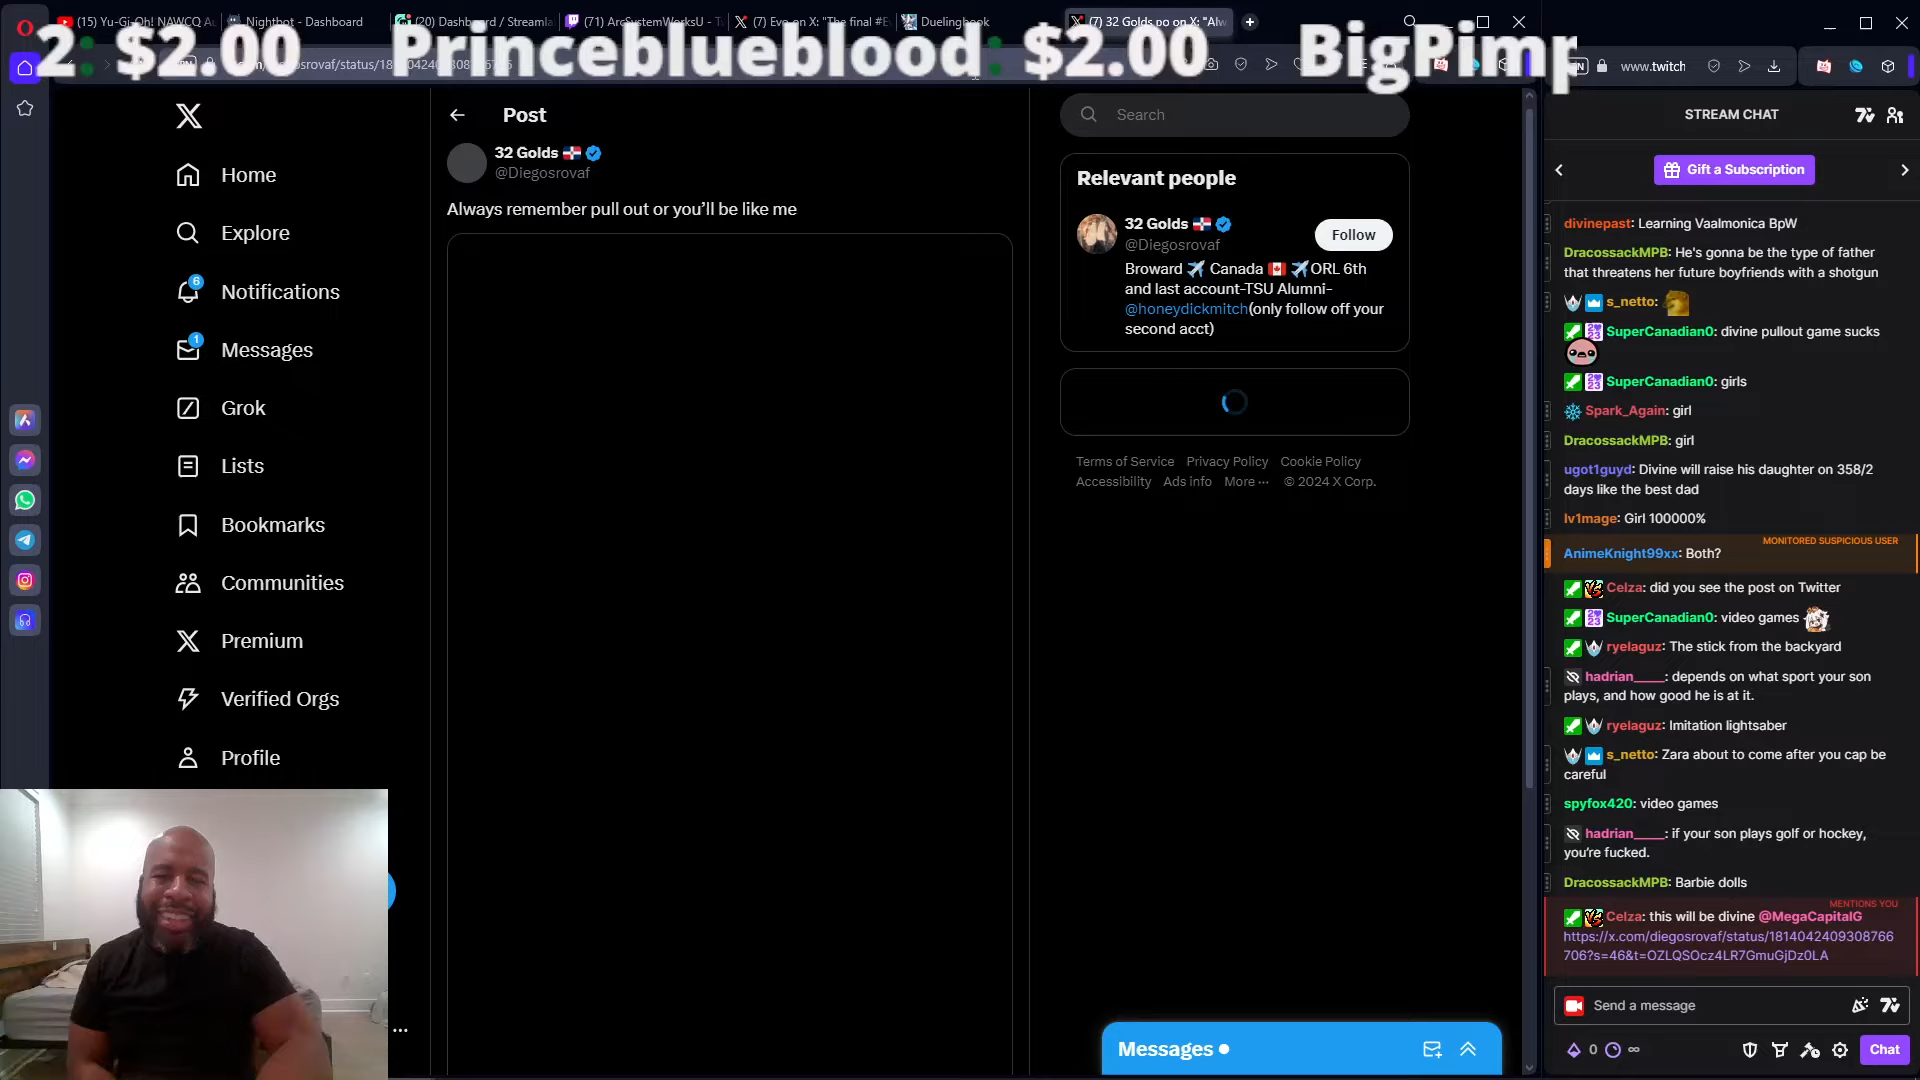 (15) Yu-Gi-Oh! NAWCQ Au
Nightbot - Dashboard
(20) Dashboard / Streamla
(71) ArcSystemWorksU - T
(7) Evo on X: "The final #E
Duelingbook
(7) 32 Golds po on X: "Alw
2: $2.00 Princeblueblood: $2.00 BigPimp
www.twitch
Post
32 Golds
@Diegosrovaf
Always remember pull out or you’ll be like me
Home
Explore
6
Notifications
1
Messages
Grok
Lists
Bookmarks
Communities
Premium
Verified Orgs
Profile
Search
Relevant people
32 Golds
@Diegosrovaf
Follow
Broward ✈️ Canada 🇨🇦 ✈️ORL 6th
and last account-TSU Alumni-
@honeydickmitch(only follow off your
second acct)
Terms of Service Privacy Policy Cookie Policy
Accessibility Ads info More ··· © 2024 X Corp.
Messages
STREAM CHAT
Gift a Subscription
divinepast: Learning Vaalmonica BpW
DracossackMPB: He's gonna be the type of father
that threatens her future boyfriends with a shotgun
s_netto:
SuperCanadian0: divine pullout game sucks
SuperCanadian0: girls
Spark_Again: girl
DracossackMPB: girl
ugot1guyd: Divine will raise his daughter on 358/2
days like the best dad
lv1mage: Girl 100000%
MONITORED SUSPICIOUS USER
AnimeKnight99xx: Both?
Celza: did you see the post on Twitter
SuperCanadian0: video games
ryelaguz: The stick from the backyard
hadrian_____: depends on what sport your son
plays, and how good he is at it.
ryelaguz: Imitation lightsaber
s_netto: Zara about to come after you cap be
careful
spyfox420: video games
hadrian_____: if your son plays golf or hockey,
you’re fucked.
DracossackMPB: Barbie dolls
MENTIONS YOU
Celza: this will be divine @MegaCapitalG
https://x.com/diegosrovaf/status/1814042409308766
706?s=46&t=OZLQSOcz4LR7GmuGjDz0LA
Send a message
0 ∞
Chat